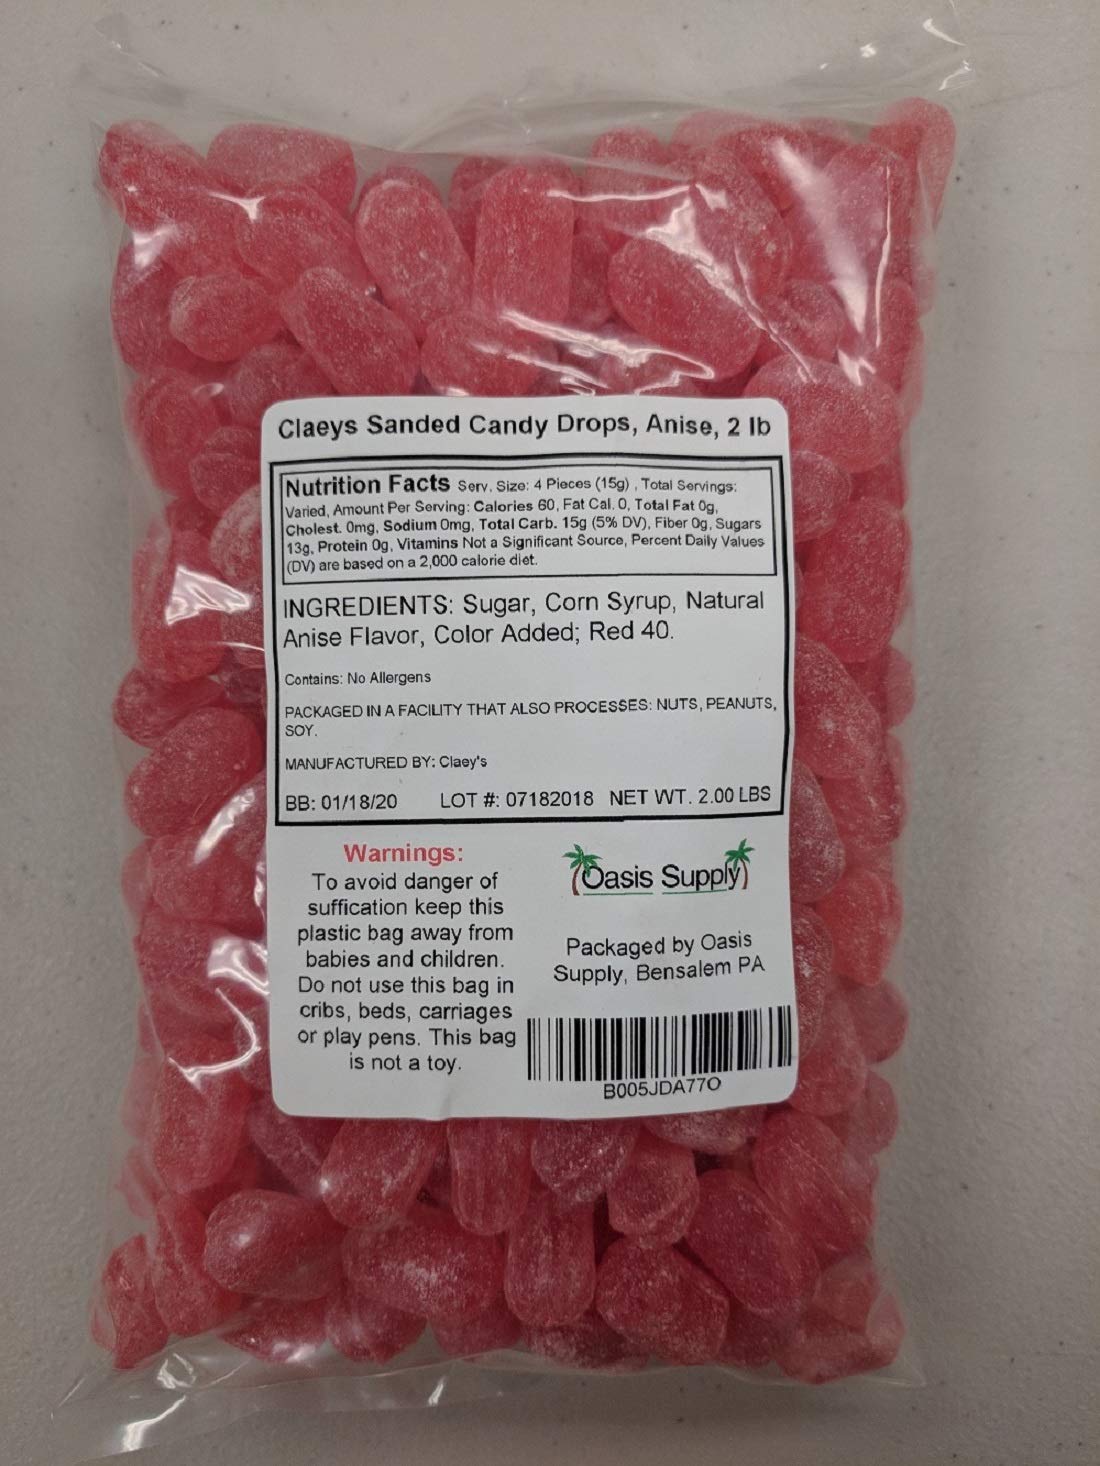 Claeys Sanded Candy Drops, Anise, 2 lb
Nutrition Facts Serv. Size: 4 Pieces (15g) , Total Servings:
Varied, Amount Per Serving: Calories 60, Fat Cal. 0, Total Fat 0g,
Cholest. 0mg, Sodium 0mg, Total Carb. 15g (5% DV), Fiber 0g, Sugars
13g, Protein 0g, Vitamins Not a Significant Source, Percent Daily Values
(DV) are based on a 2,000 calorie diet.
INGREDIENTS: Sugar, Corn Syrup, Natural
Anise Flavor, Color Added; Red 40.
Contains: No Allergens
PACKAGED IN A FACILITY THAT ALSO PROCESSES: NUTS, PEANUTS,
SOY.
MANUFACTURED BY: Claey's
BB: 01/18/20 LOT #: 07182018 NET WT. 2.00 LBS
Warnings:
To avoid danger of
suffication keep this
plastic bag away from
babies and children.
Do not use this bag in
cribs, beds, carriages
or play pens. This bag
is not a toy.
Oasis Supply
Packaged by Oasis
Supply, Bensalem PA
B005JDA77O